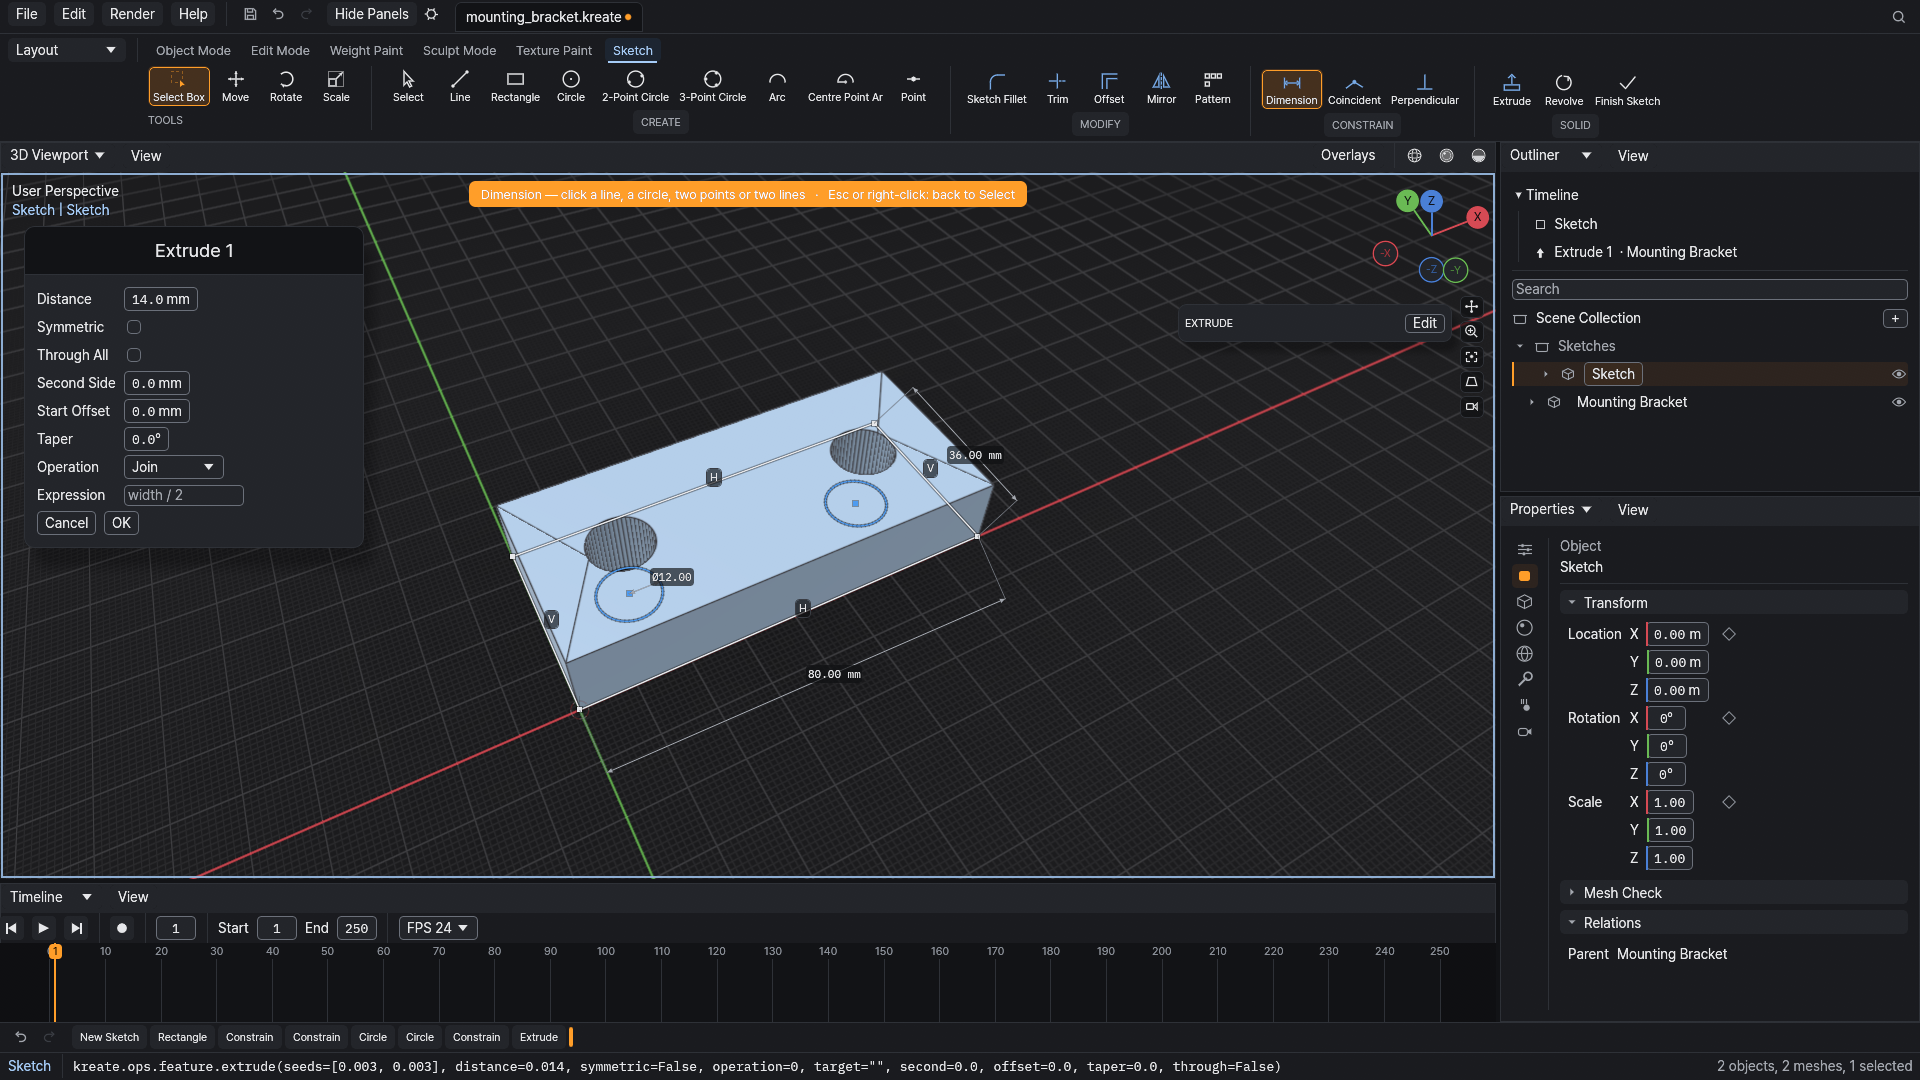 File Edit Render Help Hide Panels mounting_bracket.kreate
Layout Object Mode Edit Mode Weight Paint Sculpt Mode Texture Paint Sketch
Select Box Move Rotate Scale Select Line Rectangle Circle 2-Point Circle 3-Point Circle Arc Centre Point Ar Point Sketch Fillet Trim Offset Mirror Pattern Dimension Coincident Perpendicular Extrude Revolve Finish Sketch
TOOLS CREATE MODIFY CONSTRAIN SOLID
3D Viewport View Overlays
User Perspective
Sketch | Sketch
Dimension — click a line, a circle, two points or two lines · Esc or right-click: back to Select
Y Z X
-X -Z -Y
Extrude 1
Distance 14.0 mm
Symmetric
Through All
Second Side 0.0 mm
Start Offset 0.0 mm
Taper 0.0°
Operation Join
Expression width / 2
Cancel OK
EXTRUDE Edit
36.00 mm
H
V
Ø12.00
H
V
80.00 mm
Outliner View
Timeline
Sketch
Extrude 1 · Mounting Bracket
Search
Scene Collection +
Sketches
Sketch
Mounting Bracket
Properties View
Object
Sketch
Transform
Location X 0.00 m
Y 0.00 m
Z 0.00 m
Rotation X 0°
Y 0°
Z 0°
Scale X 1.00
Y 1.00
Z 1.00
Mesh Check
Relations
Parent Mounting Bracket
Timeline View
1 Start 1 End 250 FPS 24
1 10 20 30 40 50 60 70 80 90 100 110 120 130 140 150 160 170 180 190 200 210 220 230 240 250
New Sketch Rectangle Constrain Constrain Circle Circle Constrain Extrude
Sketch kreate.ops.feature.extrude(seeds=[0.003, 0.003], distance=0.014, symmetric=False, operation=0, target="", second=0.0, offset=0.0, taper=0.0, through=False) 2 objects, 2 meshes, 1 selected